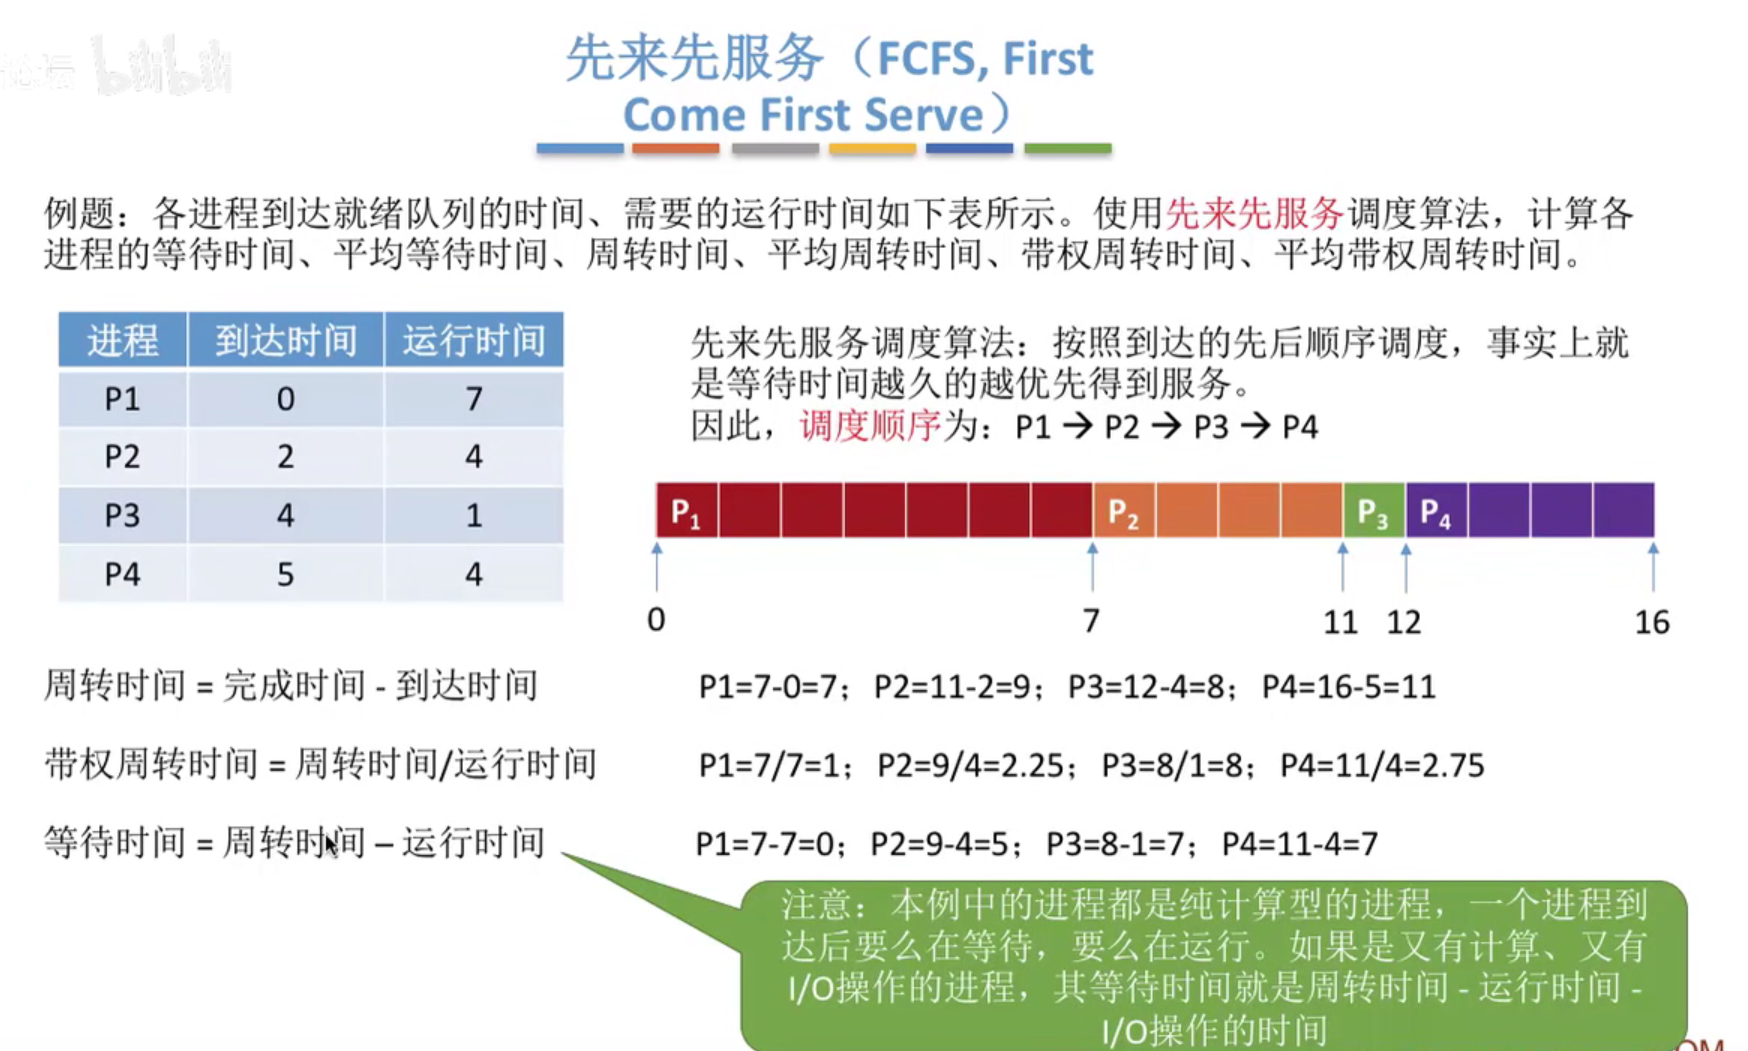 论坛 bilibili
先来先服务（FCFS, First
Come First Serve）
例题：各进程到达就绪队列的时间、需要的运行时间如下表所示。使用先来先服务调度算法，计算各
进程的等待时间、平均等待时间、周转时间、平均周转时间、带权周转时间、平均带权周转时间。
进程 到达时间 运行时间
P1 0 7
P2 2 4
P3 4 1
P4 5 4
先来先服务调度算法：按照到达的先后顺序调度，事实上就
是等待时间越久的越优先得到服务。
因此，调度顺序为：P1 → P2 → P3 → P4
P1 P2 P3 P4
0 7 11 12 16
周转时间 = 完成时间 - 到达时间
P1=7-0=7；P2=11-2=9；P3=12-4=8；P4=16-5=11
带权周转时间 = 周转时间/运行时间
P1=7/7=1；P2=9/4=2.25；P3=8/1=8；P4=11/4=2.75
等待时间 = 周转时间 – 运行时间
P1=7-7=0；P2=9-4=5；P3=8-1=7；P4=11-4=7
注意：本例中的进程都是纯计算型的进程，一个进程到
达后要么在等待，要么在运行。如果是又有计算、又有
I/O操作的进程，其等待时间就是周转时间 - 运行时间 -
I/O操作的时间